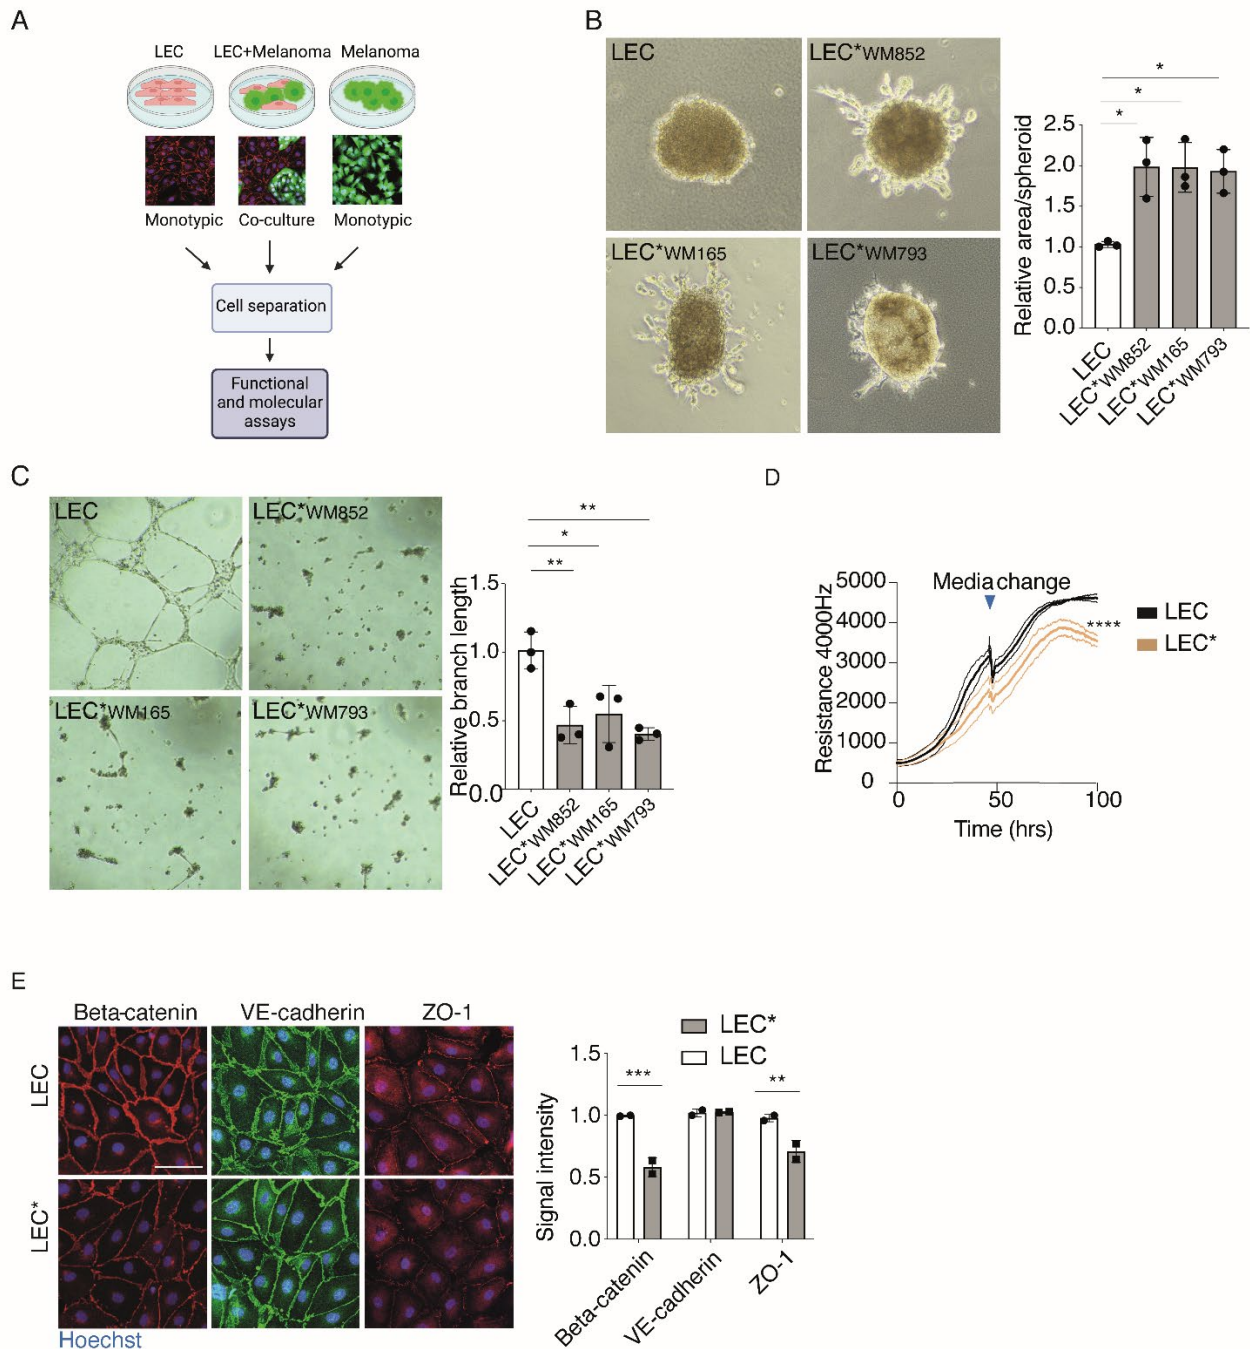 A
LEC LEC+Melanoma Melanoma
Monotypic Co-culture Monotypic
Cell separation
Functional
and molecular
assays
B
LEC
LEC*WM852
LEC*WM165
LEC*WM793
Relative area/spheroid
2.5
2.0
1.5
1.0
0.5
0.0
* * *
LEC
LEC*WM852
LEC*WM165
LEC*WM793
C
LEC
LEC*WM852
LEC*WM165
LEC*WM793
Relative branch length
1.5
1.0
0.5
0.0
**
*
**
LEC
LEC*WM852
LEC*WM165
LEC*WM793
D
Media change
Resistance 4000Hz
5000
4000
3000
2000
1000
0
0 50 100
Time (hrs)
LEC
LEC*
****
E
Beta-catenin VE-cadherin ZO-1
LEC
LEC*
Hoechst
LEC*
LEC
Signal intensity
1.5
1.0
0.5
0.0
*** **
Beta-catenin
VE-cadherin
ZO-1